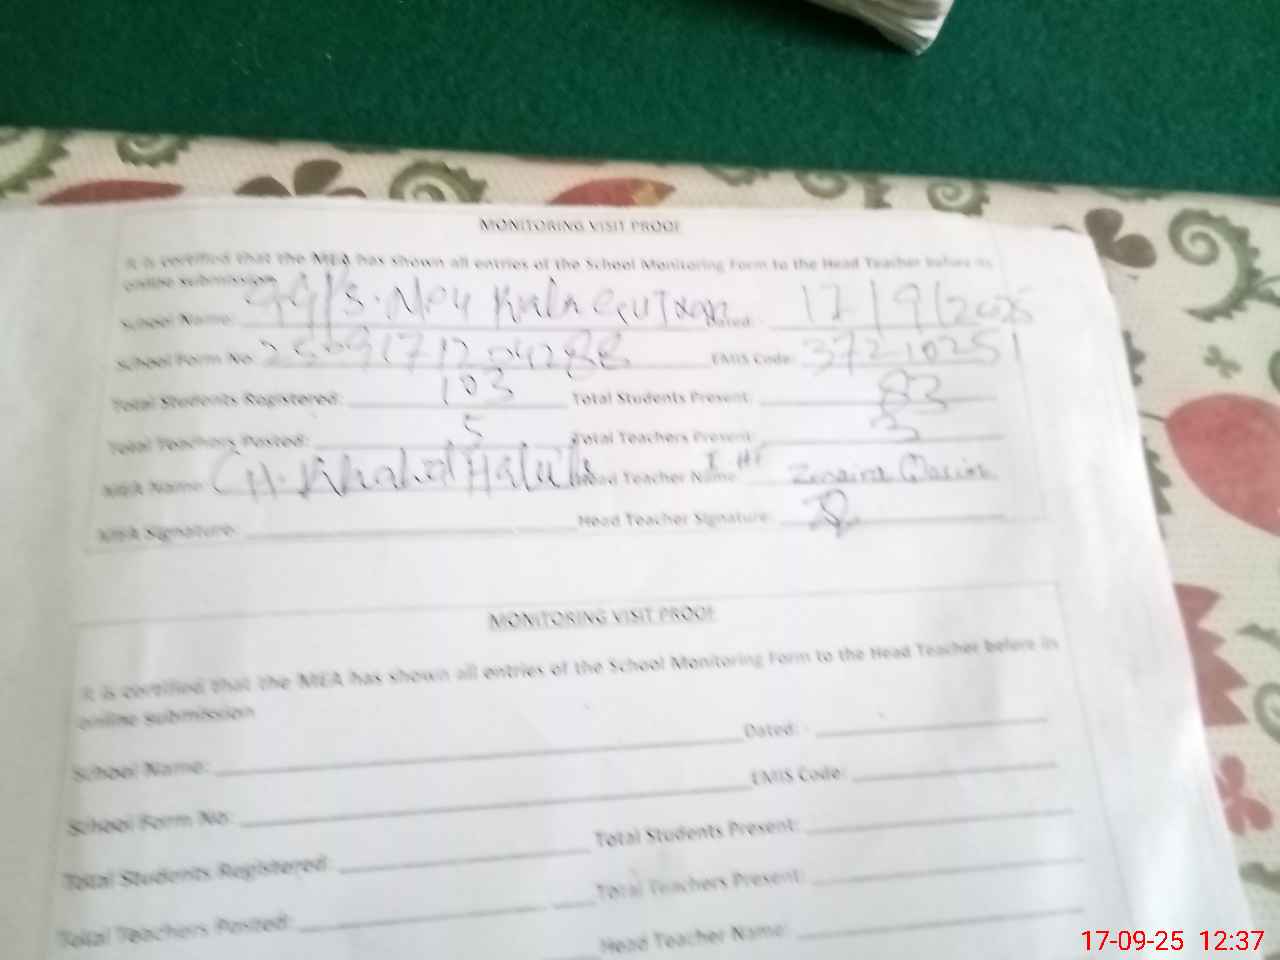 MONITORING VISIT PROOF
It is certified that the MEA has shown all entries of the School Monitoring Form to the Head Teacher before its
online submission
School Name: Dated: 17/9/2025
School Form No: EMIS Code: 37210251
Total Students Registered: 103 Total Students Present: 83
Total Teachers Posted: 5 Total Teachers Present:
MEA Name: CH. Khalid Head Teacher Name:
MEA Signature: Head Teacher Signature:
MONITORING VISIT PROOF
It is certified that the MEA has shown all entries of the School Monitoring Form to the Head Teacher before its
online submission
School Name: Dated:
School Form No: EMIS Code:
Total Students Registered: Total Students Present:
Total Teachers Posted: Total Teachers Present:
Head Teacher Name:
17-09-25 12:37